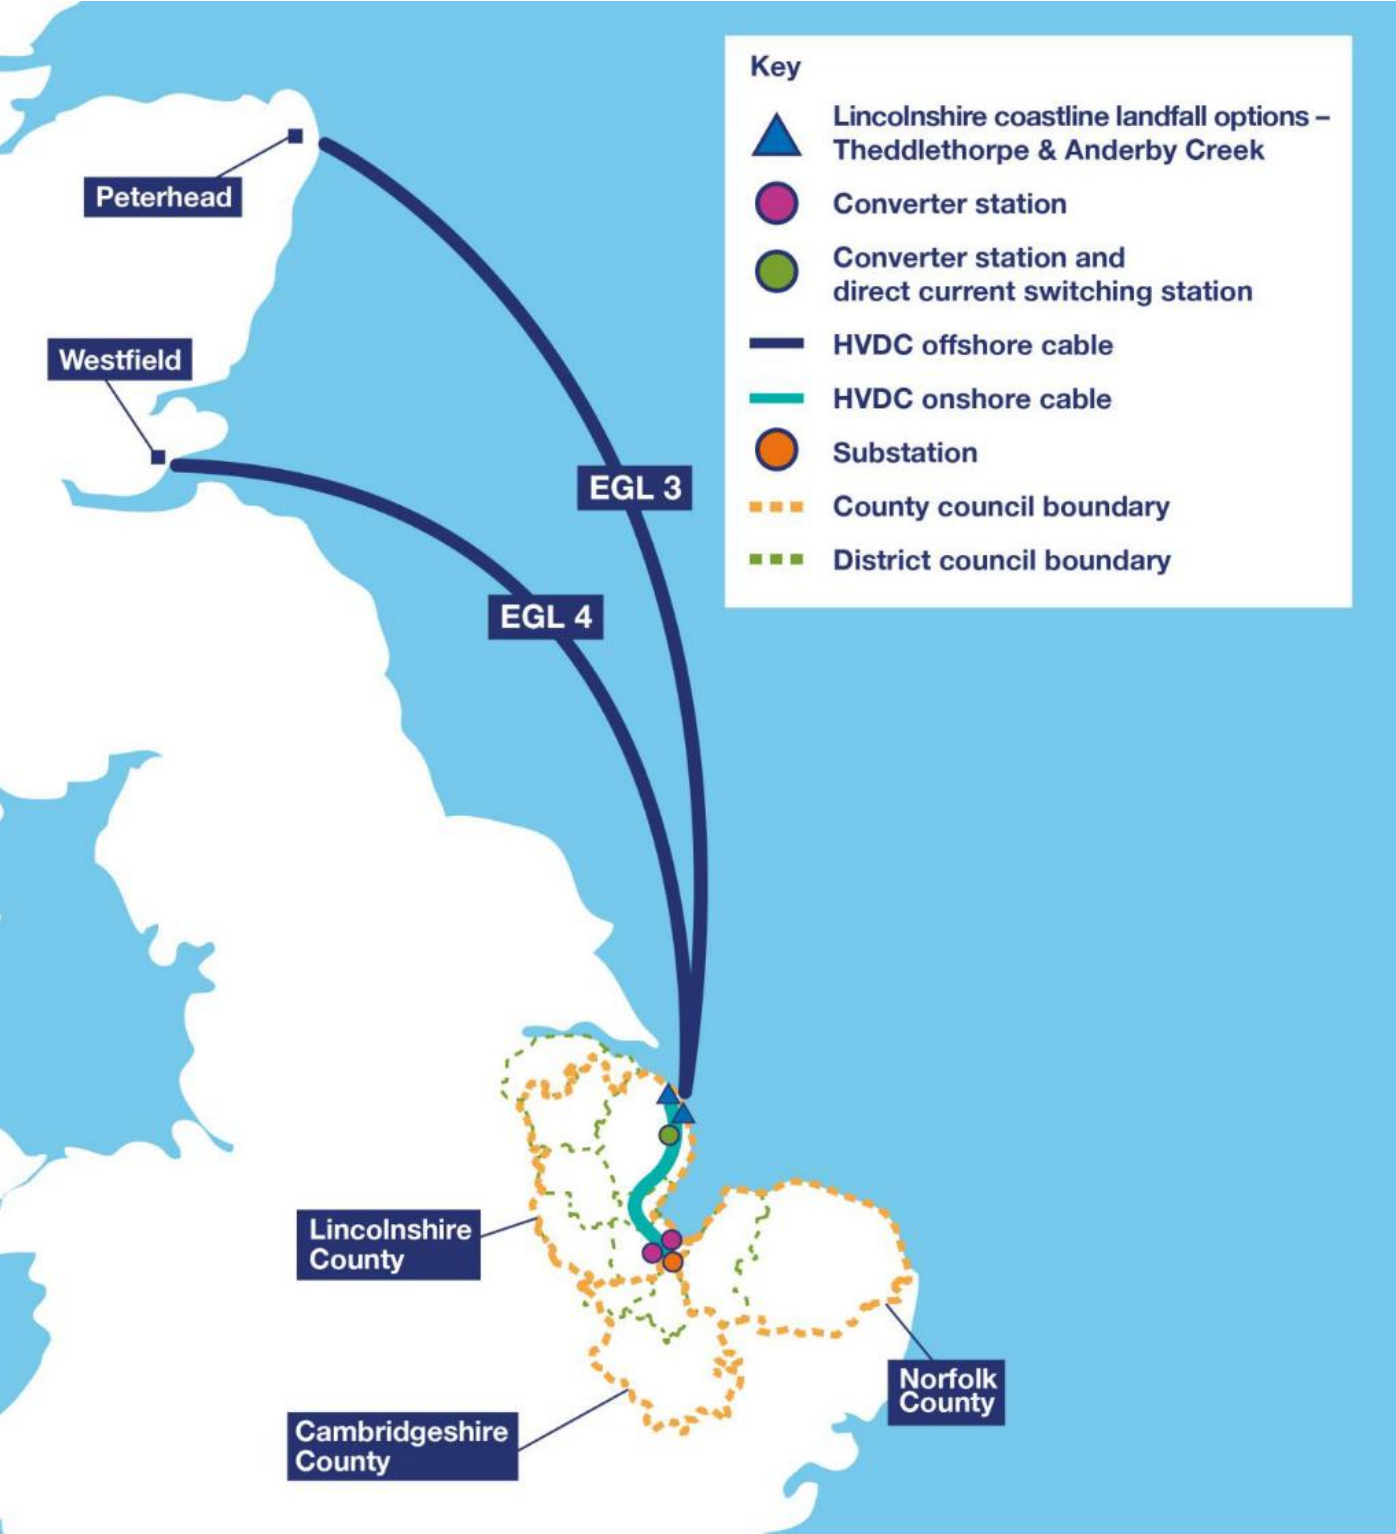 Key
Lincolnshire coastline landfall options –
Theddlethorpe & Anderby Creek
Converter station
Converter station and
direct current switching station
HVDC offshore cable
HVDC onshore cable
Substation
County council boundary
District council boundary
Peterhead
Westfield
EGL 3
EGL 4
Lincolnshire
County
Norfolk
County
Cambridgeshire
County